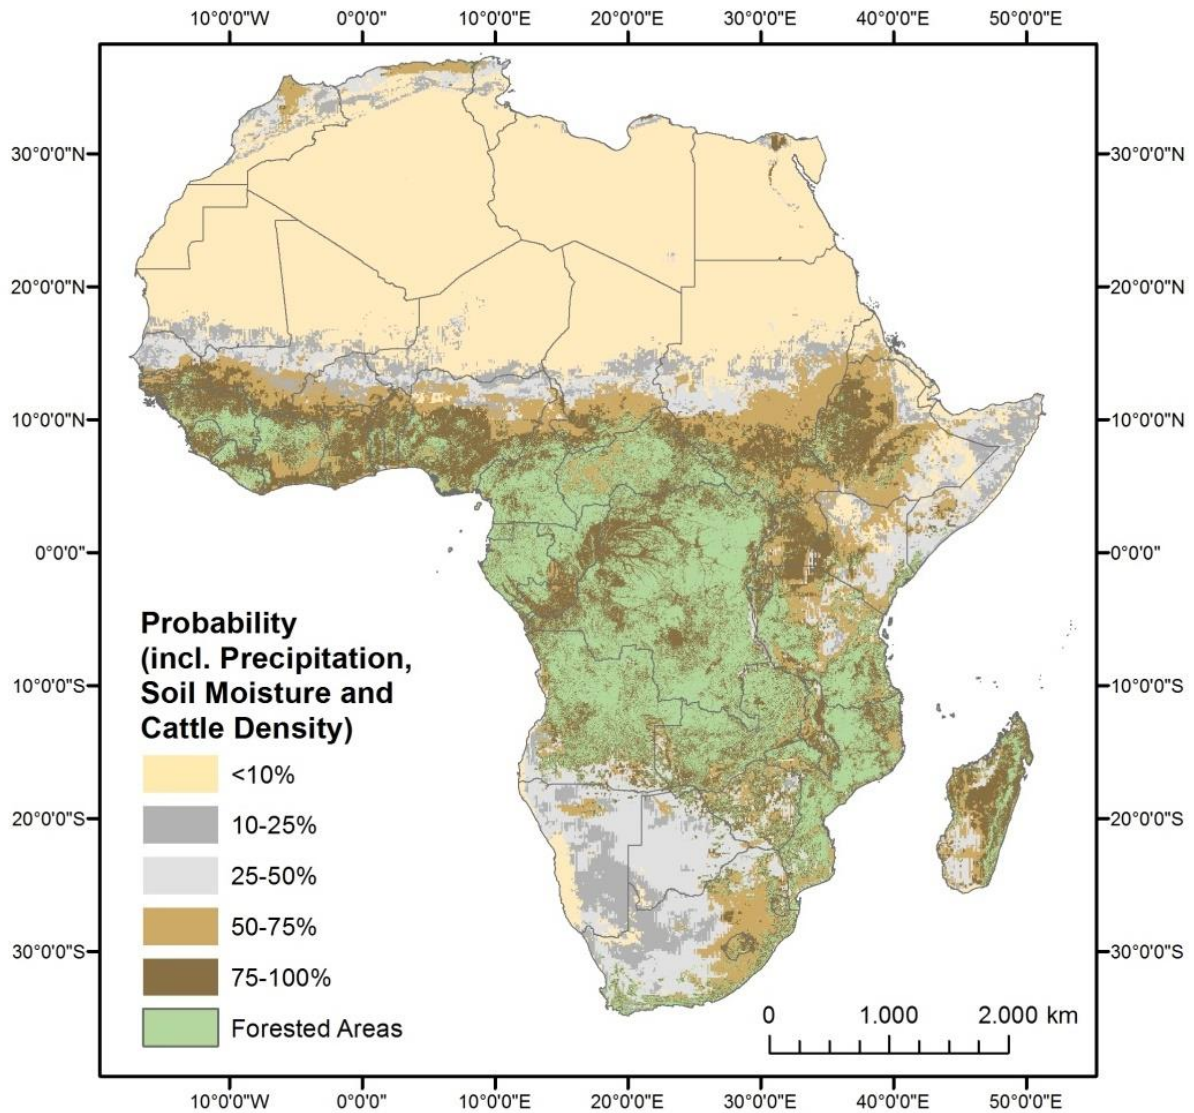 10°0'0"W 0°0'0"E 10°0'0"E 20°0'0"E 30°0'0"E 40°0'0"E 50°0'0"E
30°0'0"N 30°0'0"N
20°0'0"N 20°0'0"N
10°0'0"N 10°0'0"N
0°0'0" 0°0'0"
Probability
(incl. Precipitation,
Soil Moisture and
Cattle Density)
10°0'0"S 10°0'0"S
<10%
10-25%
20°0'0"S 20°0'0"S
25-50%
50-75%
30°0'0"S 30°0'0"S
75-100%
Forested Areas
0 1.000 2.000 km
10°0'0"W 0°0'0"E 10°0'0"E 20°0'0"E 30°0'0"E 40°0'0"E 50°0'0"E